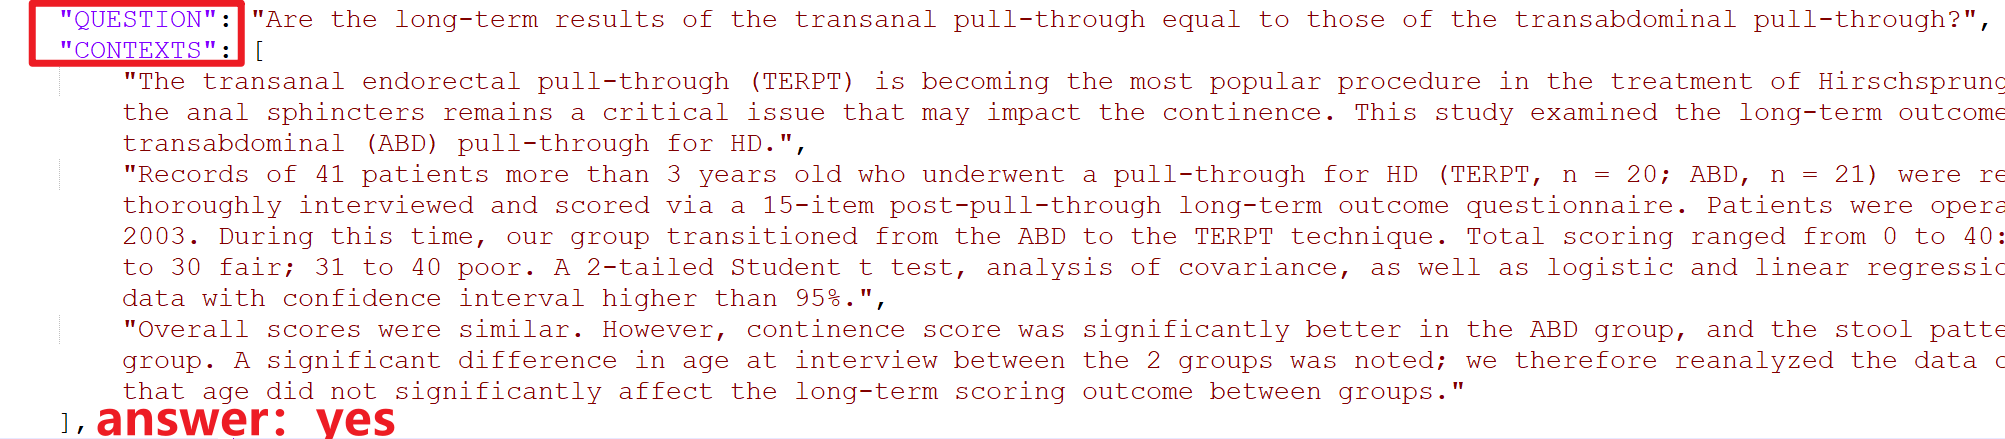 "QUESTION": "Are the long-term results of the transanal pull-through equal to those of the transabdominal pull-through?",
"CONTEXTS": [
"The transanal endorectal pull-through (TERPT) is becoming the most popular procedure in the treatment of Hirschsprung
the anal sphincters remains a critical issue that may impact the continence. This study examined the long-term outcome
transabdominal (ABD) pull-through for HD.",
"Records of 41 patients more than 3 years old who underwent a pull-through for HD (TERPT, n = 20; ABD, n = 21) were re
thoroughly interviewed and scored via a 15-item post-pull-through long-term outcome questionnaire. Patients were opera
2003. During this time, our group transitioned from the ABD to the TERPT technique. Total scoring ranged from 0 to 40:
to 30 fair; 31 to 40 poor. A 2-tailed Student t test, analysis of covariance, as well as logistic and linear regressio
data with confidence interval higher than 95%.",
"Overall scores were similar. However, continence score was significantly better in the ABD group, and the stool patte
group. A significant difference in age at interview between the 2 groups was noted; we therefore reanalyzed the data c
that age did not significantly affect the long-term scoring outcome between groups."
], answer: yes